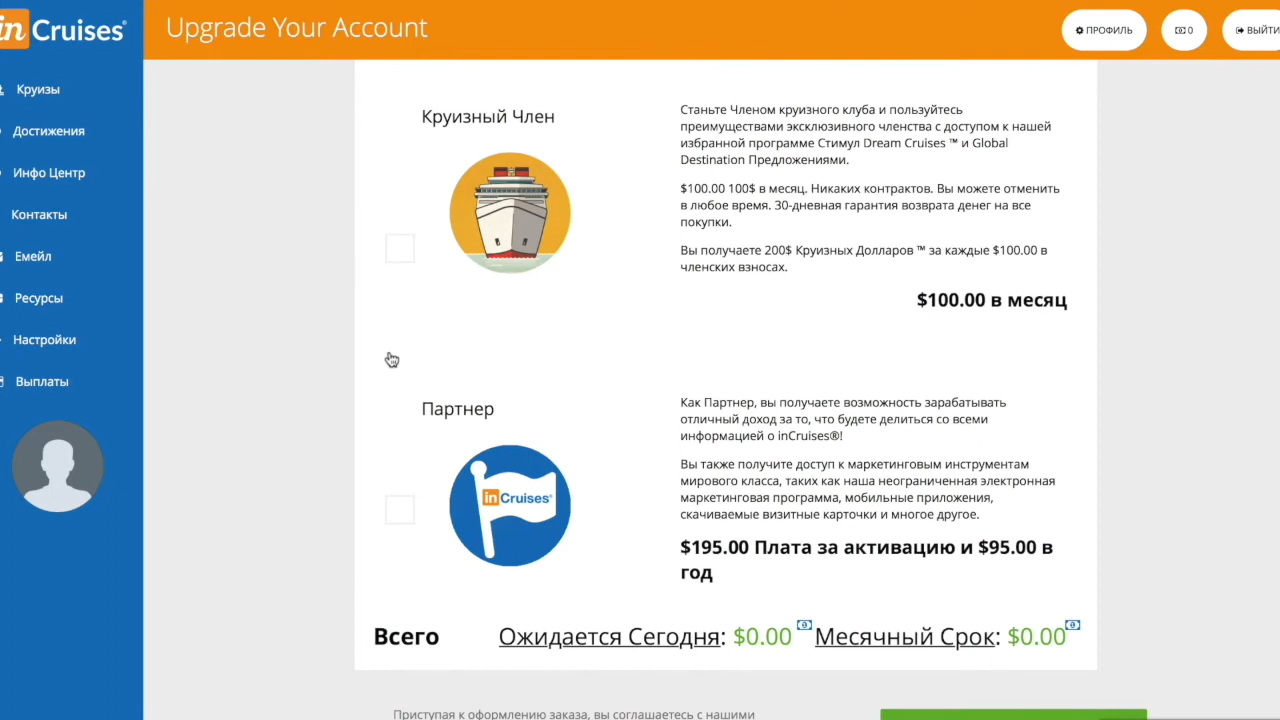 in Cruises®
Upgrade Your Account
ПРОФИЛЬ
0
ВЫЙТИ
Круизы
Достижения
Инфо Центр
Контакты
Емейл
Ресурсы
Настройки
Выплаты
Круизный Член
Станьте Членом круизного клуба и пользуйтесь
преимуществами эксклюзивного членства с доступом к нашей
избранной программе Стимул Dream Cruises ™ и Global
Destination Предложениями.
$100.00 100$ в месяц. Никаких контрактов. Вы можете отменить
в любое время. 30-дневная гарантия возврата денег на все
покупки.
Вы получаете 200$ Круизных Долларов ™ за каждые $100.00 в
членских взносах.
$100.00 в месяц
Партнер
inCruises®
Как Партнер, вы получаете возможность зарабатывать
отличный доход за то, что будете делиться со всеми
информацией о inCruises®!
Вы также получите доступ к маркетинговым инструментам
мирового класса, таких как наша неограниченная электронная
маркетинговая программа, мобильные приложения,
скачиваемые визитные карточки и многое другое.
$195.00 Плата за активацию и $95.00 в
год
Всего Ожидается Сегодня: $0.00 Месячный Срок: $0.00
Приступая к оформлению заказа, вы соглашаетесь с нашими